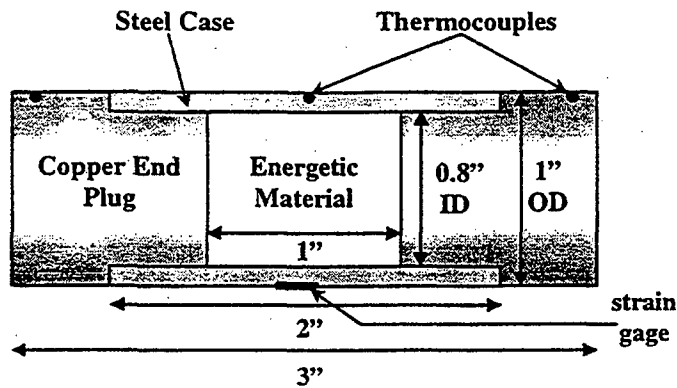 Steel Case
Thermocouples
Copper End
Plug
Energetic
Material
0.8”
ID
1”
OD
1”
2”
3”
strain
gage